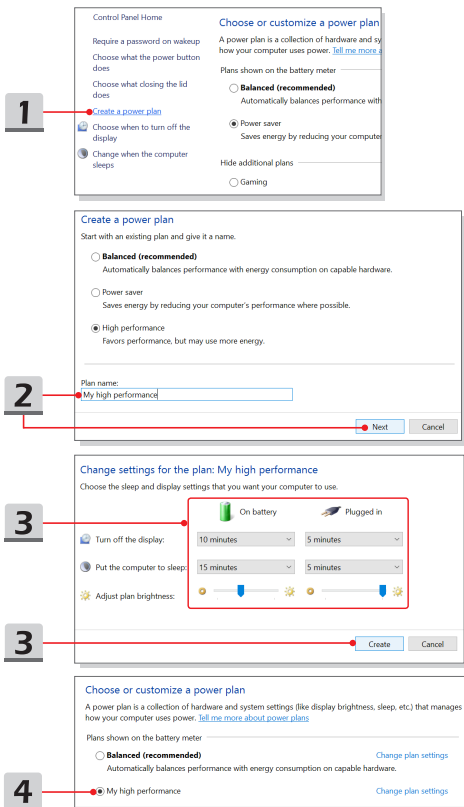 Control Panel Home
Require a password on wakeup
Choose what the power button
does
Choose what closing the lid
does
Create a power plan
Choose when to turn off the
display
Change when the computer
sleeps
Choose or customize a power plan
A power plan is a collection of hardware and sy
how your computer uses power. Tell me more a
Plans shown on the battery meter
Balanced (recommended)
Automatically balances performance with
Power saver
Saves energy by reducing your computer
Hide additional plans
Gaming
1
Create a power plan
Start with an existing plan and give it a name.
Balanced (recommended)
Automatically balances performance with energy consumption on capable hardware.
Power saver
Saves energy by reducing your computer's performance where possible.
High performance
Favors performance, but may use more energy.
Plan name:
2
My high performance
Next Cancel
Change settings for the plan: My high performance
Choose the sleep and display settings that you want your computer to use.
On battery Plugged in
3
Turn off the display: 10 minutes 5 minutes
Put the computer to sleep: 15 minutes 5 minutes
Adjust plan brightness:
3
Create Cancel
Choose or customize a power plan
A power plan is a collection of hardware and system settings (like display brightness, sleep, etc.) that manages
how your computer uses power. Tell me more about power plans
Plans shown on the battery meter
Balanced (recommended) Change plan settings
Automatically balances performance with energy consumption on capable hardware.
4
My high performance Change plan settings